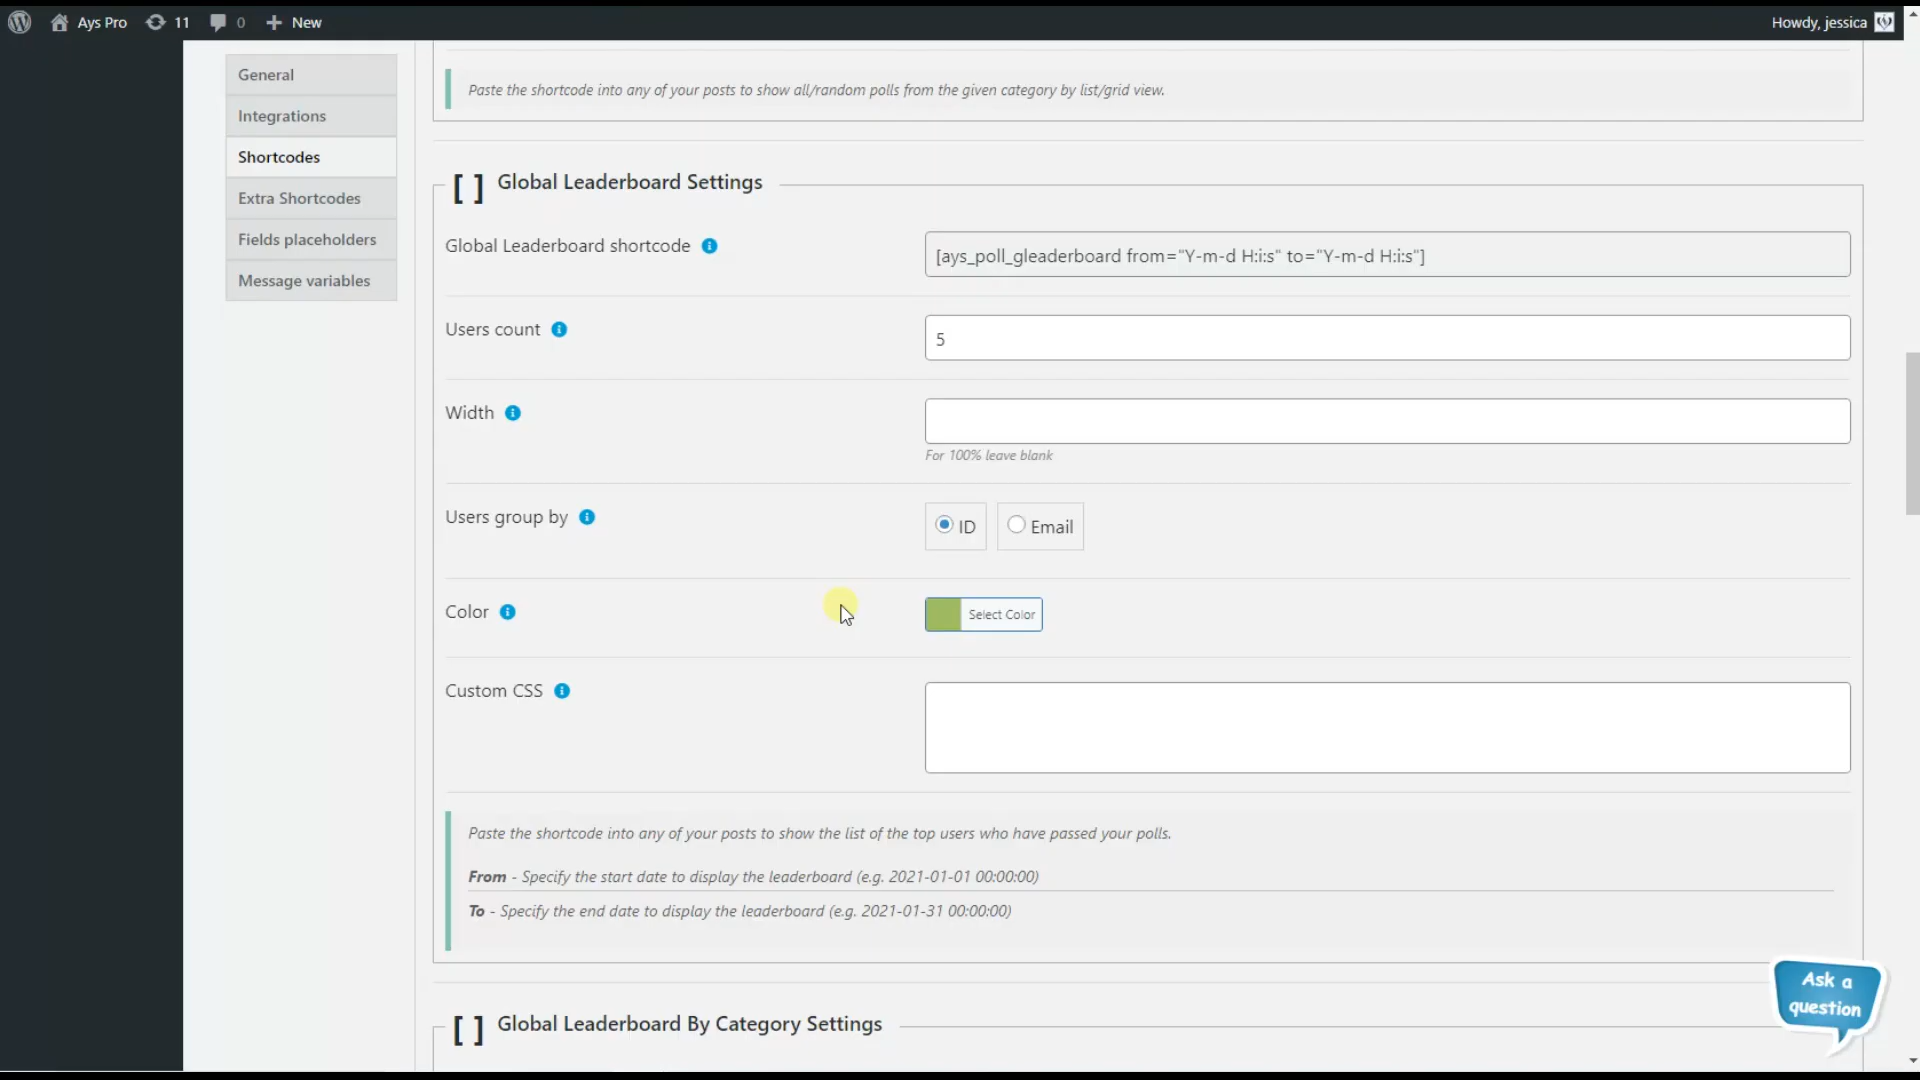 Ays Pro
11
0
New
Howdy, jessica
General
Integrations
Shortcodes
Extra Shortcodes
Fields placeholders
Message variables
Paste the shortcode into any of your posts to show all/random polls from the given category by list/grid view.
[ ] Global Leaderboard Settings
Global Leaderboard shortcode
[ays_poll_gleaderboard from="Y-m-d H:i:s" to="Y-m-d H:i:s"]
Users count
5
Width
For 100% leave blank
Users group by
ID
Email
Color
Select Color
Custom CSS
Paste the shortcode into any of your posts to show the list of the top users who have passed your polls.
From - Specify the start date to display the leaderboard (e.g. 2021-01-01 00:00:00)
To - Specify the end date to display the leaderboard (e.g. 2021-01-31 00:00:00)
[ ] Global Leaderboard By Category Settings
Ask a
question